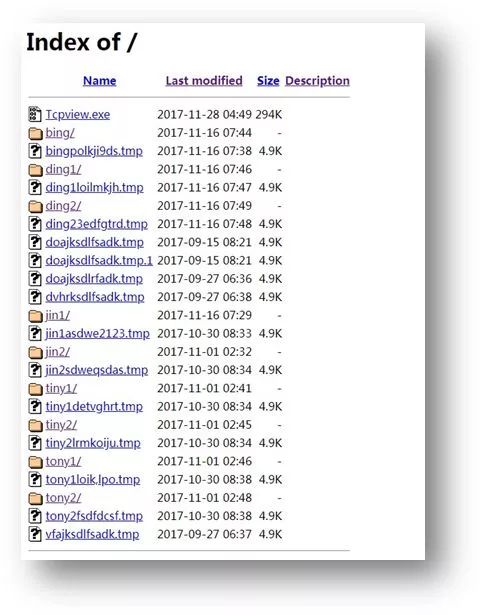 Index of /
Name Last modified Size Description
Tcpview.exe 2017-11-28 04:49 294K
bing/ 2017-11-16 07:44 -
bingpolkji9ds.tmp 2017-11-16 07:38 4.9K
ding1/ 2017-11-16 07:46 -
ding1loilmkjh.tmp 2017-11-16 07:47 4.9K
ding2/ 2017-11-16 07:49 -
ding23edfgtrd.tmp 2017-11-16 07:48 4.9K
doajksdlfsadk.tmp 2017-09-15 08:21 4.9K
doajksdlfsadk.tmp.1 2017-09-15 08:21 4.9K
doajksdlrfadk.tmp 2017-09-27 06:36 4.9K
dvhrksdlfsadk.tmp 2017-09-27 06:38 4.9K
jin1/ 2017-11-16 07:29 -
jin1asdwe2123.tmp 2017-10-30 08:33 4.9K
jin2/ 2017-11-01 02:32 -
jin2sdweqsdas.tmp 2017-10-30 08:34 4.9K
tiny1/ 2017-11-01 02:41 -
tiny1detvghrt.tmp 2017-10-30 08:34 4.9K
tiny2/ 2017-11-01 02:45 -
tiny2lrmkoiju.tmp 2017-10-30 08:34 4.9K
tony1/ 2017-11-01 02:46 -
tony1loik,lpo.tmp 2017-10-30 08:38 4.9K
tony2/ 2017-11-01 02:48 -
tony2fsdfdcsf.tmp 2017-10-30 08:38 4.9K
vfajksdlfsadk.tmp 2017-09-27 06:37 4.9K